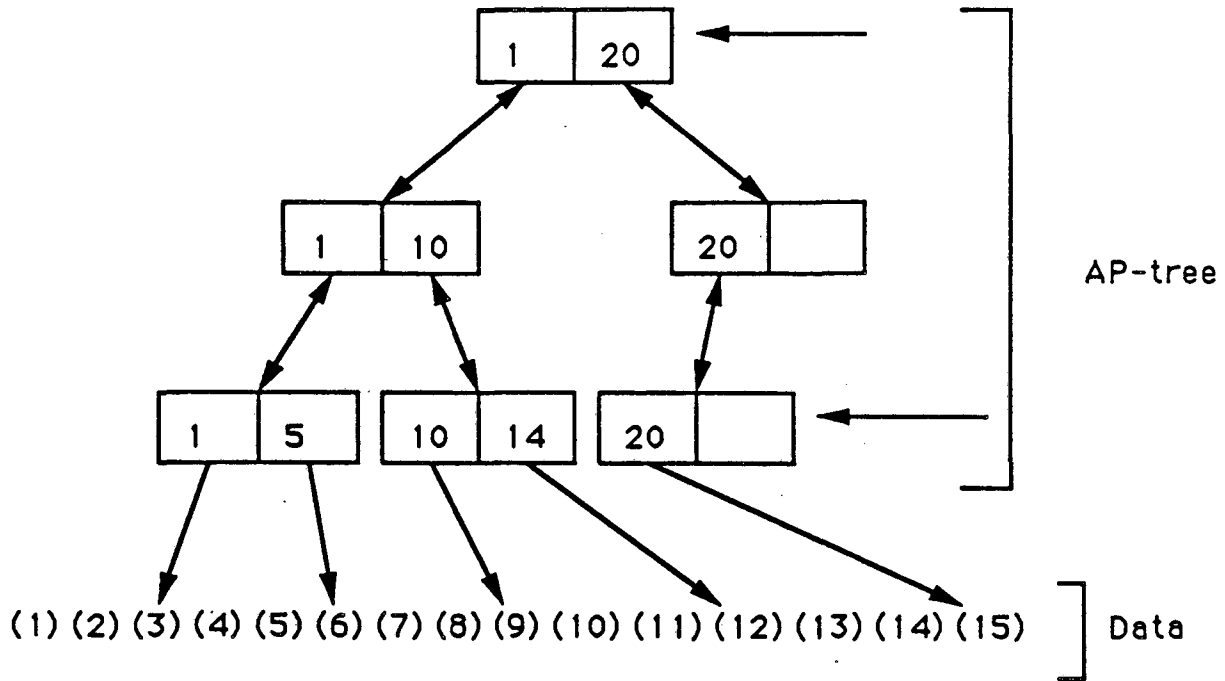 1 20
1 10 20
AP-tree
1 5 10 14 20
(1) (2) (3) (4) (5) (6) (7) (8) (9) (10) (11) (12) (13) (14) (15)
Data